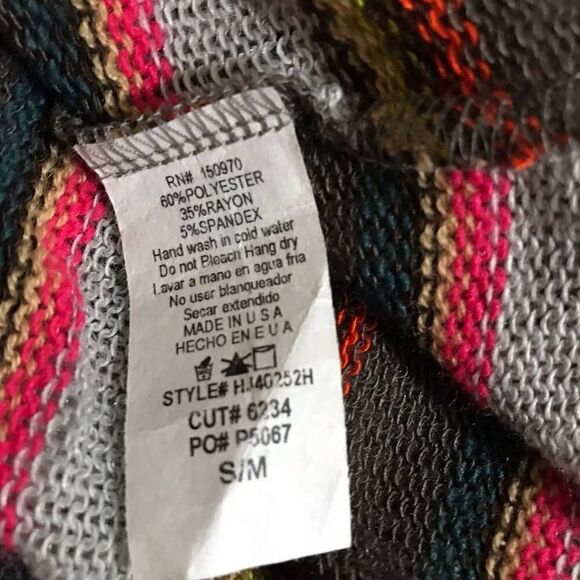 RN# 150970
60%POLYESTER
35%RAYON
5%SPANDEX
Hand wash in cold water
Do not Bleach Hang dry
Lavar a mano en agua fria
No user blanqueador
Secar extendido
MADE IN U S A
HECHO EN E U A
STYLE# HJ40252H
CUT# 6234
PO# P5067
S/M